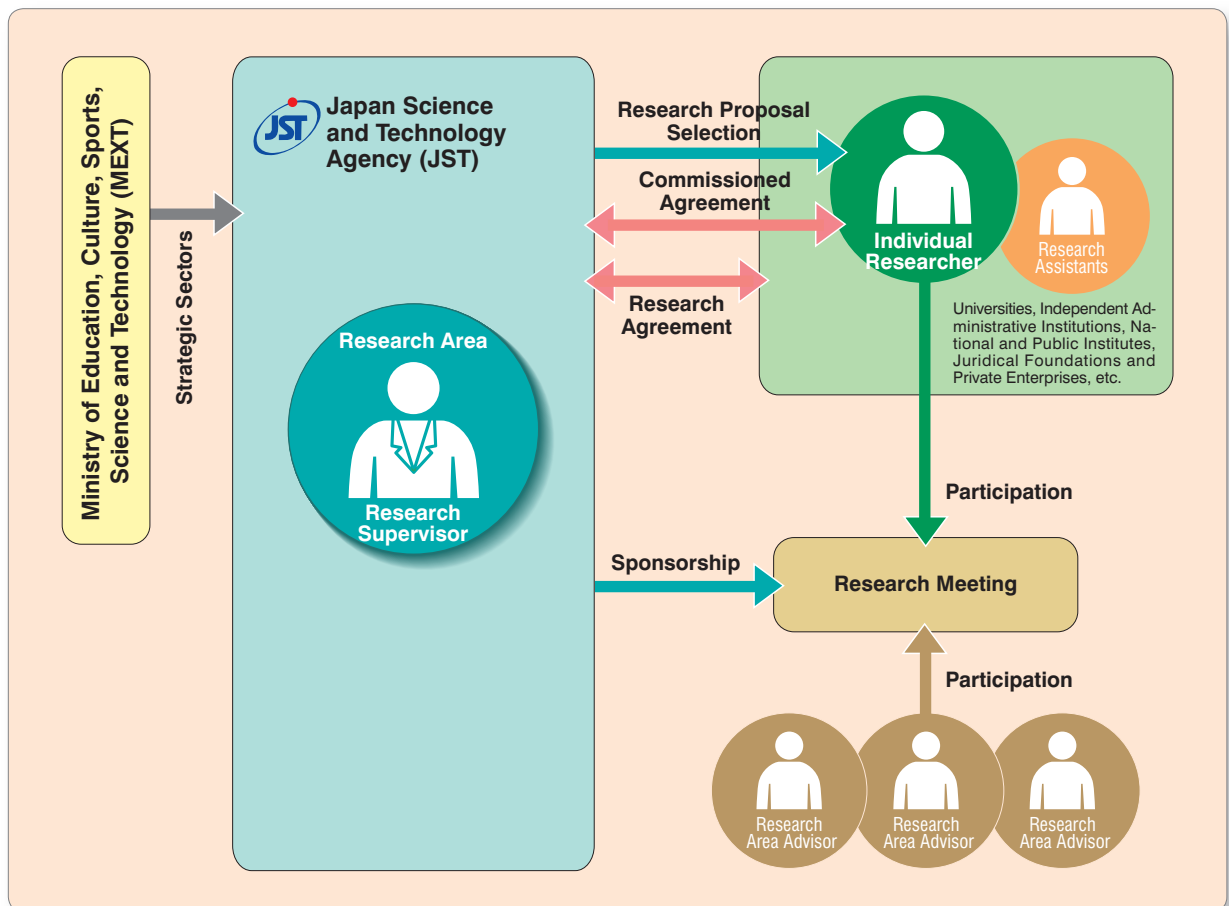 Ministry of Education, Culture, Sports,
Science and Technology (MEXT)
Strategic Sectors
JST
Japan Science
and Technology
Agency (JST)
Research Area
Research
Supervisor
Research Proposal
Selection
Commissioned
Agreement
Research
Agreement
Individual
Researcher
Research
Assistants
Universities, Independent Ad-
ministrative Institutions, Na-
tional and Public Institutes,
Juridical Foundations and
Private Enterprises, etc.
Participation
Sponsorship
Research Meeting
Participation
Research
Area Advisor
Research
Area Advisor
Research
Area Advisor